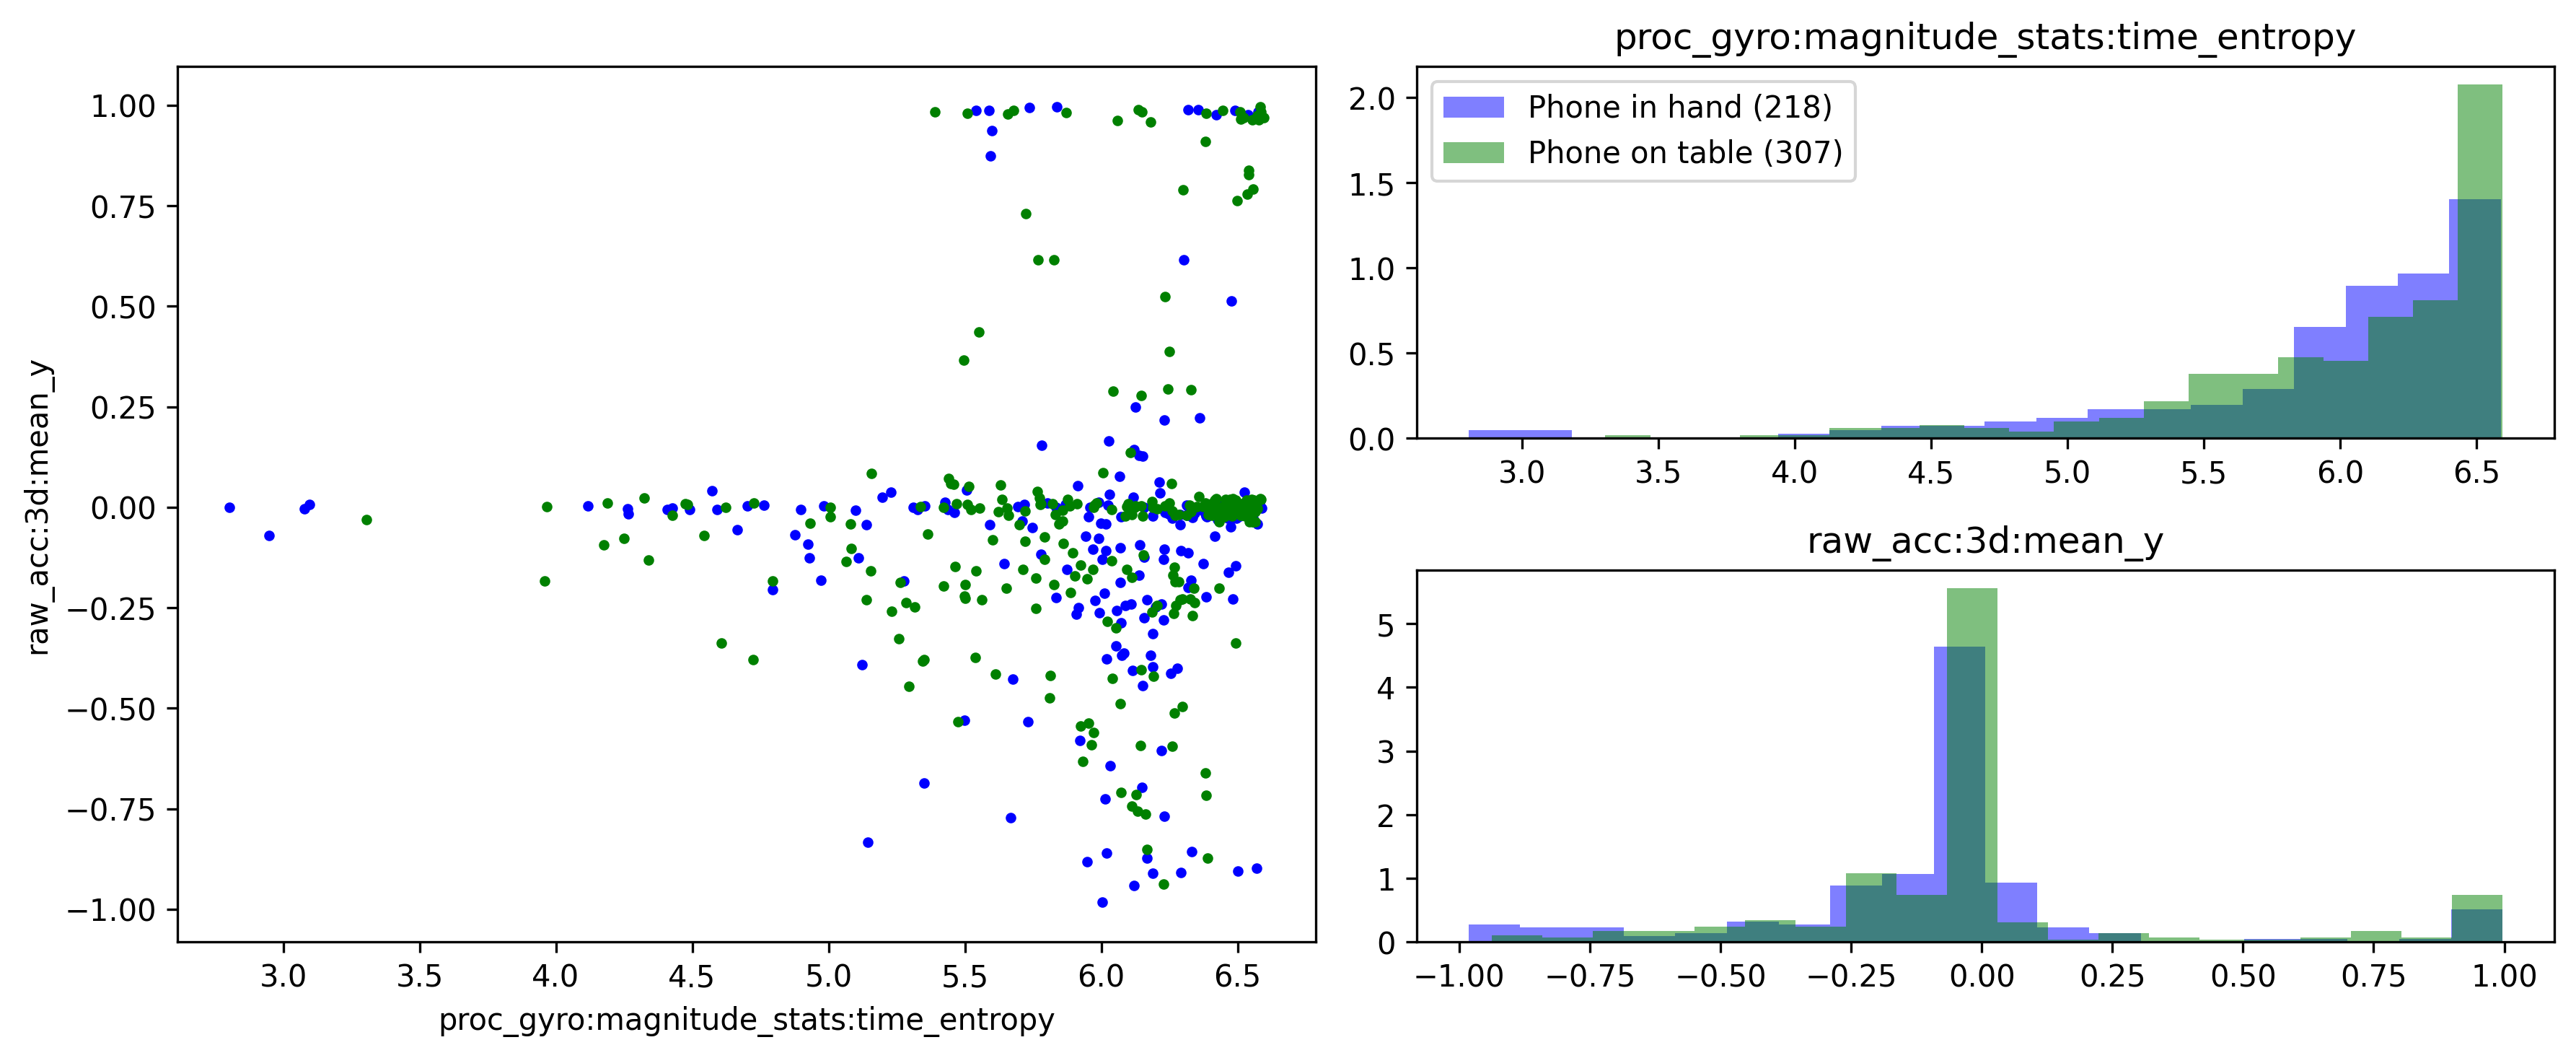 1.00
0.75
0.50
0.25
0.00
−0.25
−0.50
−0.75
−1.00
raw_acc:3d:mean_y
3.0 3.5 4.0 4.5 5.0 5.5 6.0 6.5
proc_gyro:magnitude_stats:time_entropy
proc_gyro:magnitude_stats:time_entropy
Phone in hand (218)
Phone on table (307)
2.0
1.5
1.0
0.5
0.0
3.0 3.5 4.0 4.5 5.0 5.5 6.0 6.5
raw_acc:3d:mean_y
5
4
3
2
1
0
−1.00 −0.75 −0.50 −0.25 0.00 0.25 0.50 0.75 1.00